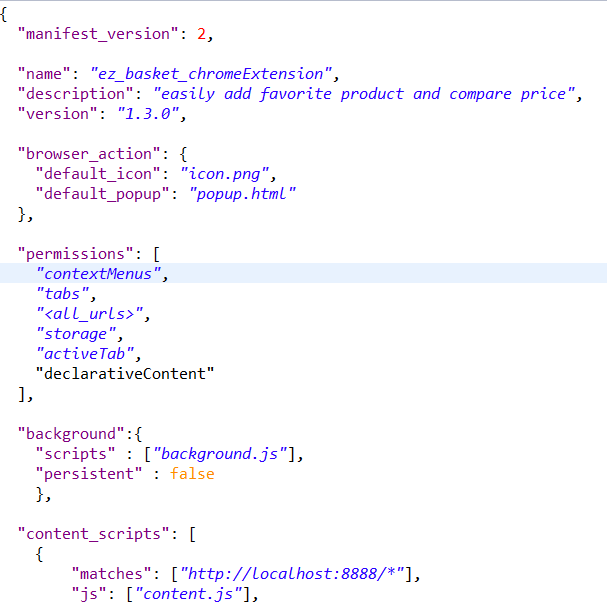 {
  "manifest_version": 2,
  "name": "ez_basket_chromeExtension",
  "description": "easily add favorite product and compare price",
  "version": "1.3.0",
  "browser_action": {
    "default_icon": "icon.png",
    "default_popup": "popup.html"
  },
  "permissions": [
    "contextMenus",
    "tabs",
    "<all_urls>",
    "storage",
    "activeTab",
    "declarativeContent"
  ],
  "background":{
    "scripts" : ["background.js"],
    "persistent" : false
    },
  "content_scripts": [
    {
        "matches": ["http://localhost:8888/*"],
        "js": ["content.js"],